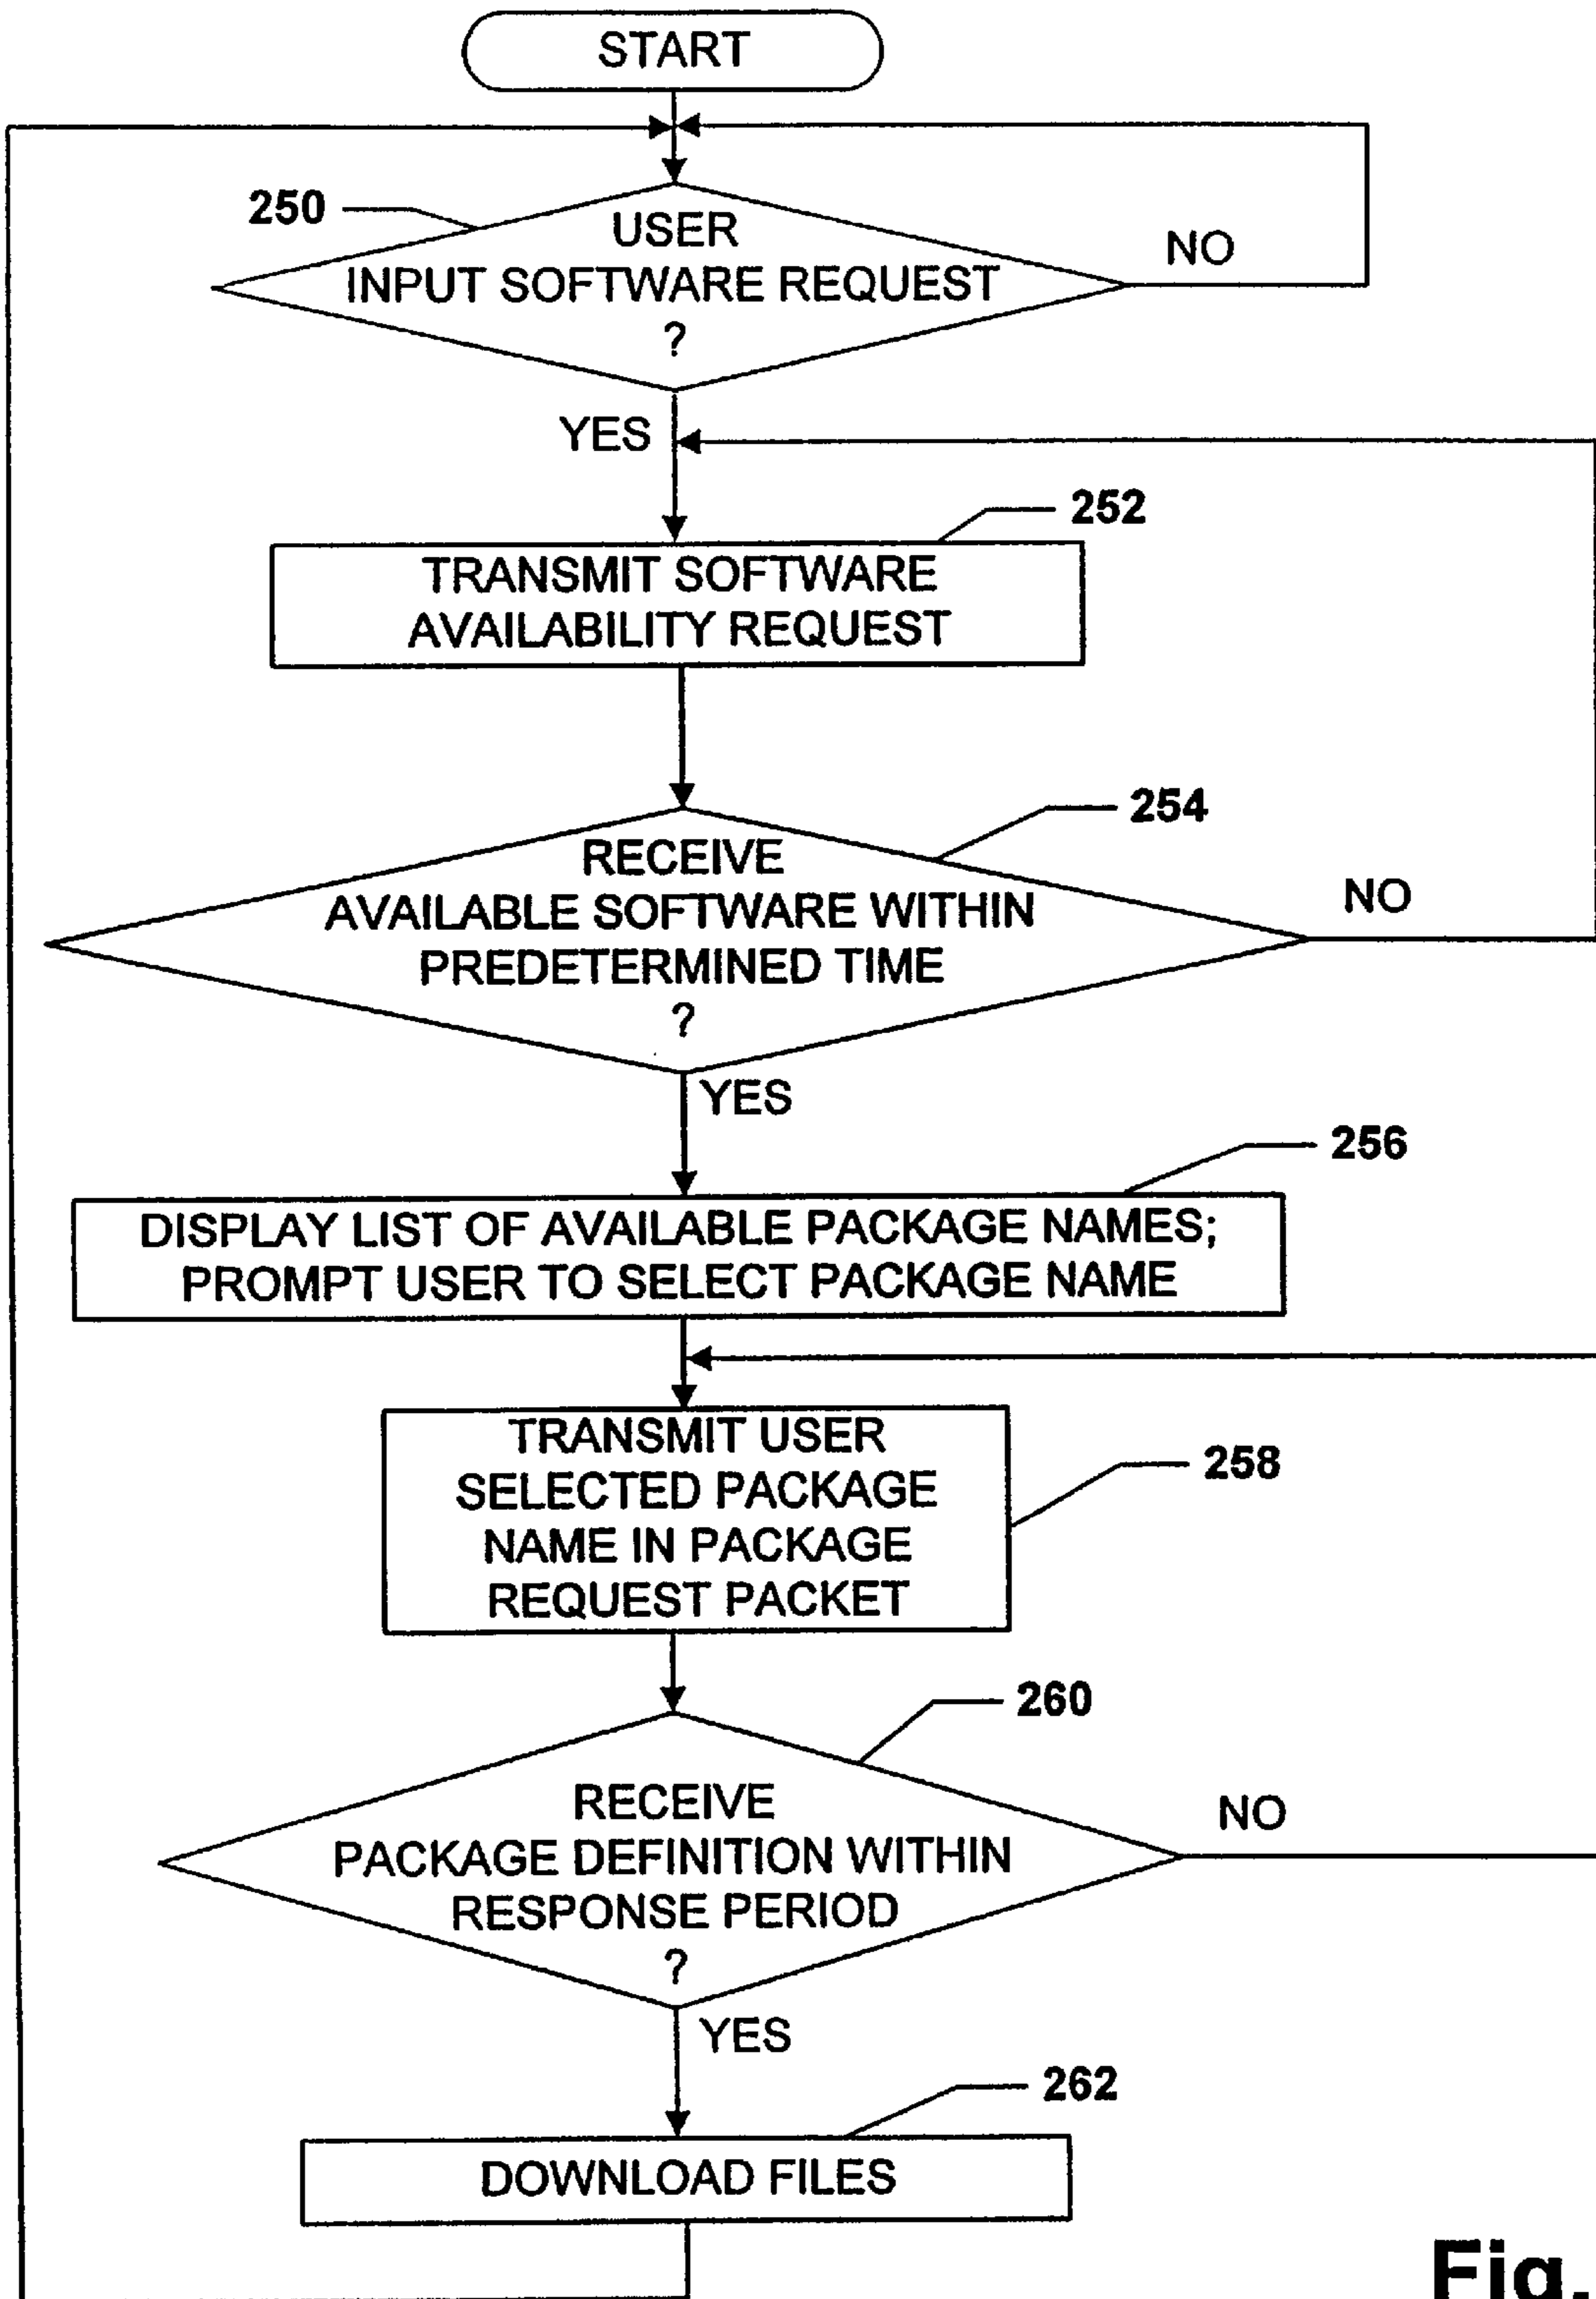 START
250
USER
INPUT SOFTWARE REQUEST
?
NO
YES
252
TRANSMIT SOFTWARE
AVAILABILITY REQUEST
254
RECEIVE
AVAILABLE SOFTWARE WITHIN
PREDETERMINED TIME
?
NO
YES
256
DISPLAY LIST OF AVAILABLE PACKAGE NAMES;
PROMPT USER TO SELECT PACKAGE NAME
TRANSMIT USER
SELECTED PACKAGE
NAME IN PACKAGE
REQUEST PACKET
258
260
RECEIVE
PACKAGE DEFINITION WITHIN
RESPONSE PERIOD
?
NO
YES
262
DOWNLOAD FILES
Fig.